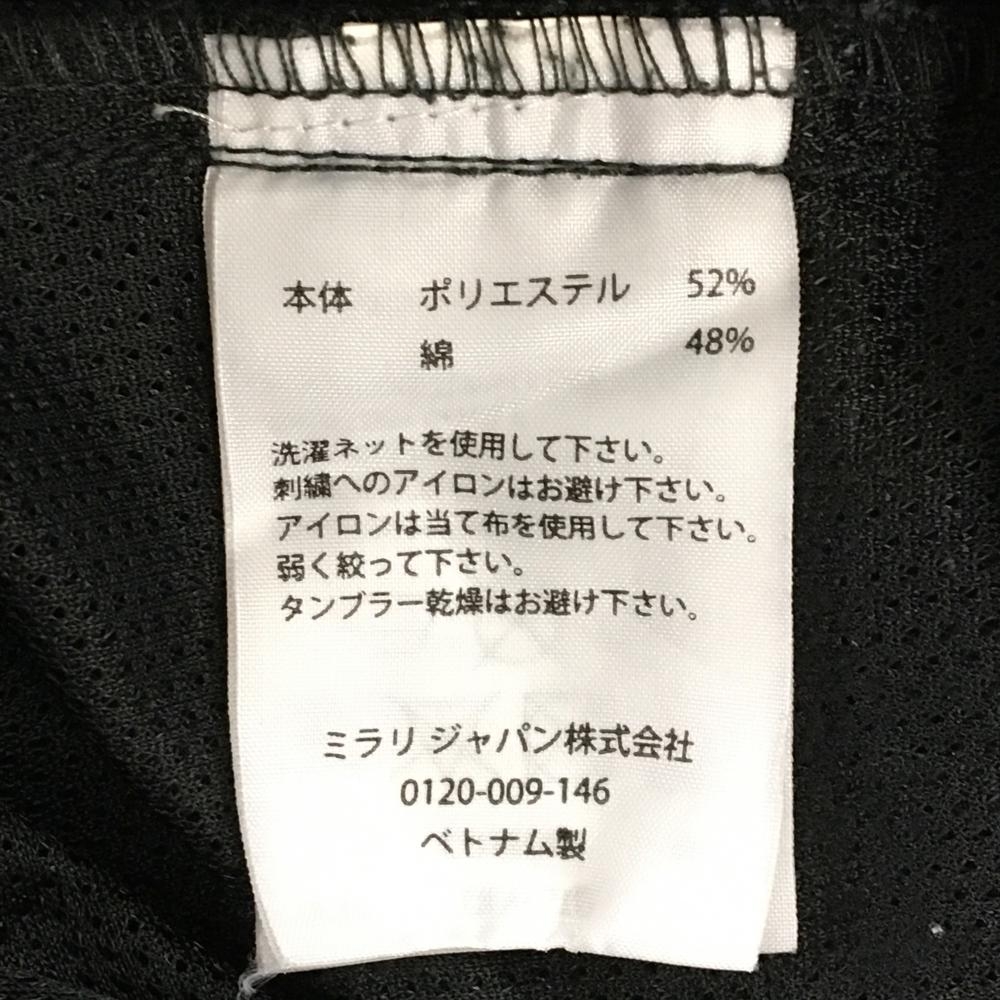 本体 ポリエステル 52%
綿 48%
洗濯ネットを使用して下さい。
刺繍へのアイロンはお避け下さい。
アイロンは当て布を使用して下さい。
弱く絞って下さい。
タンブラー乾燥はお避け下さい。
ミラリ ジャパン株式会社
0120-009-146
ベトナム製